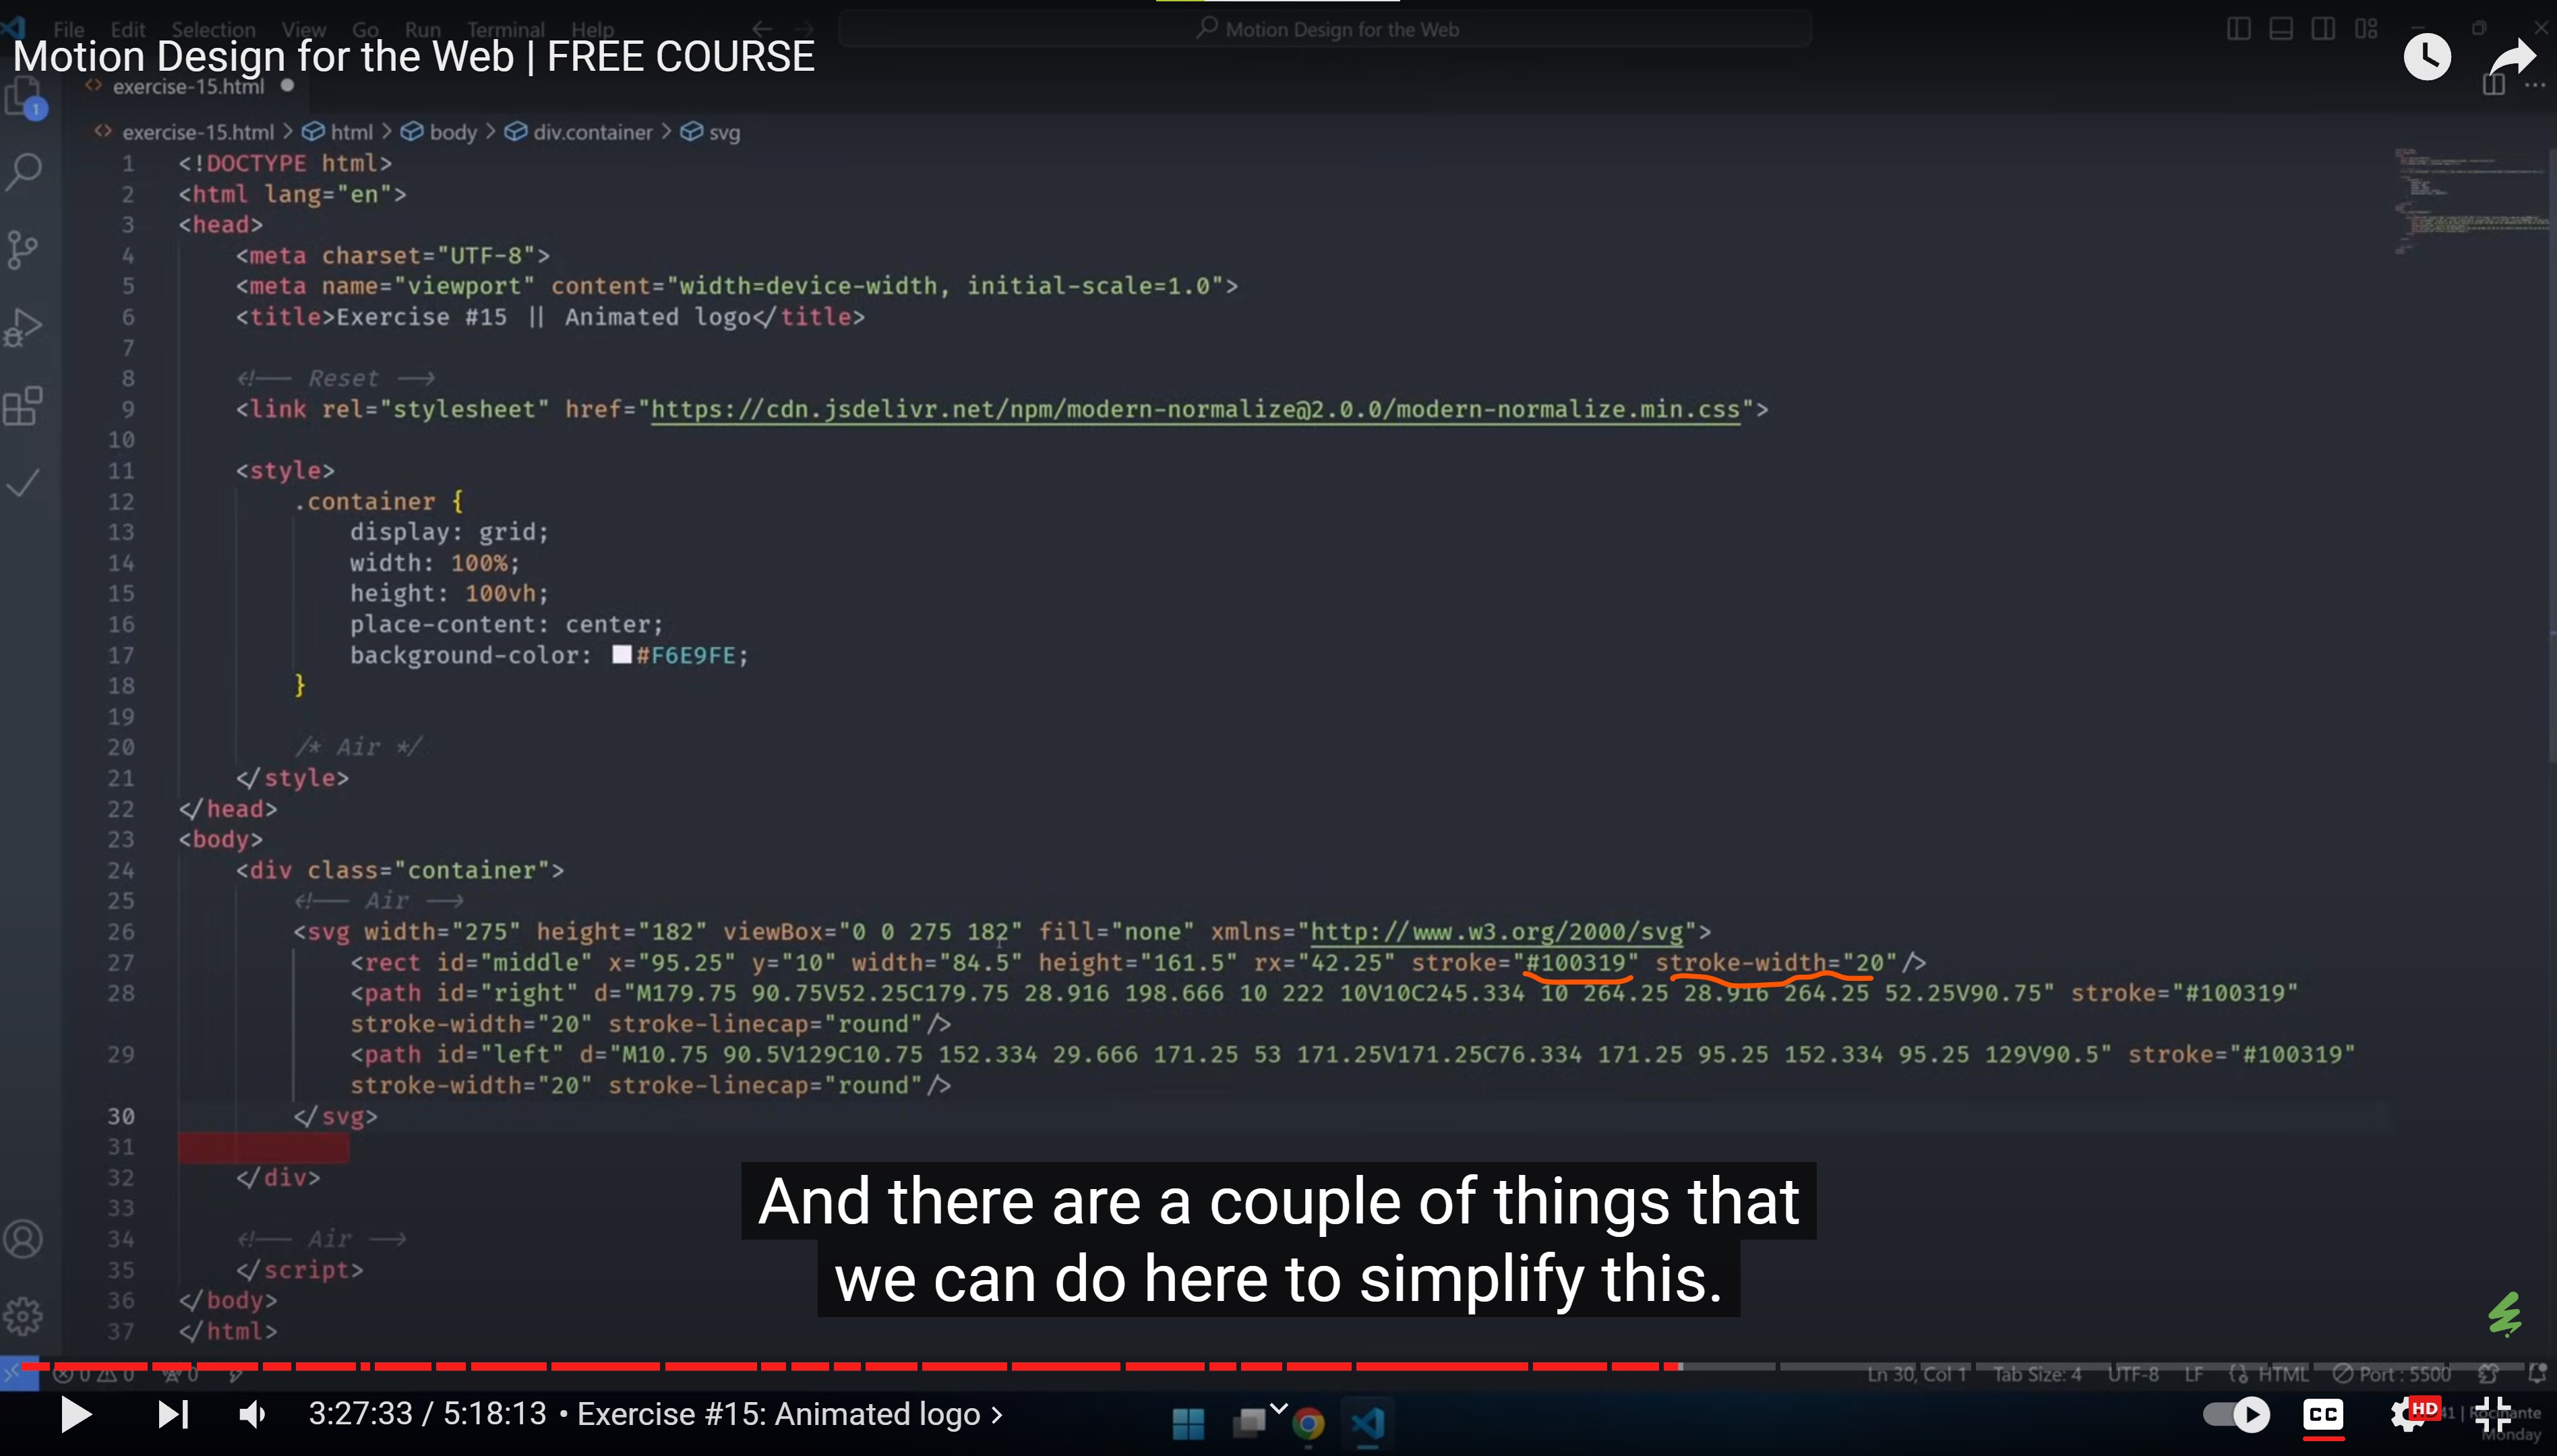 File Edit Selection View Go Run Terminal Help
Motion Design for the Web
Motion Design for the Web | FREE COURSE
exercise-15.html
1
exercise-15.html > html > body > div.container > svg
1 <!DOCTYPE html>
2 <html lang="en">
3 <head>
4 <meta charset="UTF-8">
5 <meta name="viewport" content="width=device-width, initial-scale=1.0">
6 <title>Exercise #15 || Animated logo</title>
7
8 <!-- Reset -->
9 <link rel="stylesheet" href="https://cdn.jsdelivr.net/npm/modern-normalize@2.0.0/modern-normalize.min.css">
10
11 <style>
12 .container {
13 display: grid;
14 width: 100%;
15 height: 100vh;
16 place-content: center;
17 background-color: #F6E9FE;
18 }
19
20 /* Air */
21 </style>
22 </head>
23 <body>
24 <div class="container">
25 <!-- Air -->
26 <svg width="275" height="182" viewBox="0 0 275 182" fill="none" xmlns="http://www.w3.org/2000/svg">
27 <rect id="middle" x="95.25" y="10" width="84.5" height="161.5" rx="42.25" stroke="#100319" stroke-width="20"/>
28 <path id="right" d="M179.75 90.75V52.25C179.75 28.916 198.666 10 222 10V10C245.334 10 264.25 28.916 264.25 52.25V90.75" stroke="#100319"
stroke-width="20" stroke-linecap="round"/>
29 <path id="left" d="M10.75 90.5V129C10.75 152.334 29.666 171.25 53 171.25V171.25C76.334 171.25 95.25 152.334 95.25 129V90.5" stroke="#100319"
stroke-width="20" stroke-linecap="round"/>
30 </svg>
31
32 </div>
33
34 <!-- Air -->
35 </script>
36 </body>
37 </html>
And there are a couple of things that
we can do here to simplify this.
0 0 0
Ln 30, Col 1 Tab Size: 4 UTF-8 LF HTML Port : 5500
3:27:33 / 5:18:13 • Exercise #15: Animated logo >
CC HD
Monday